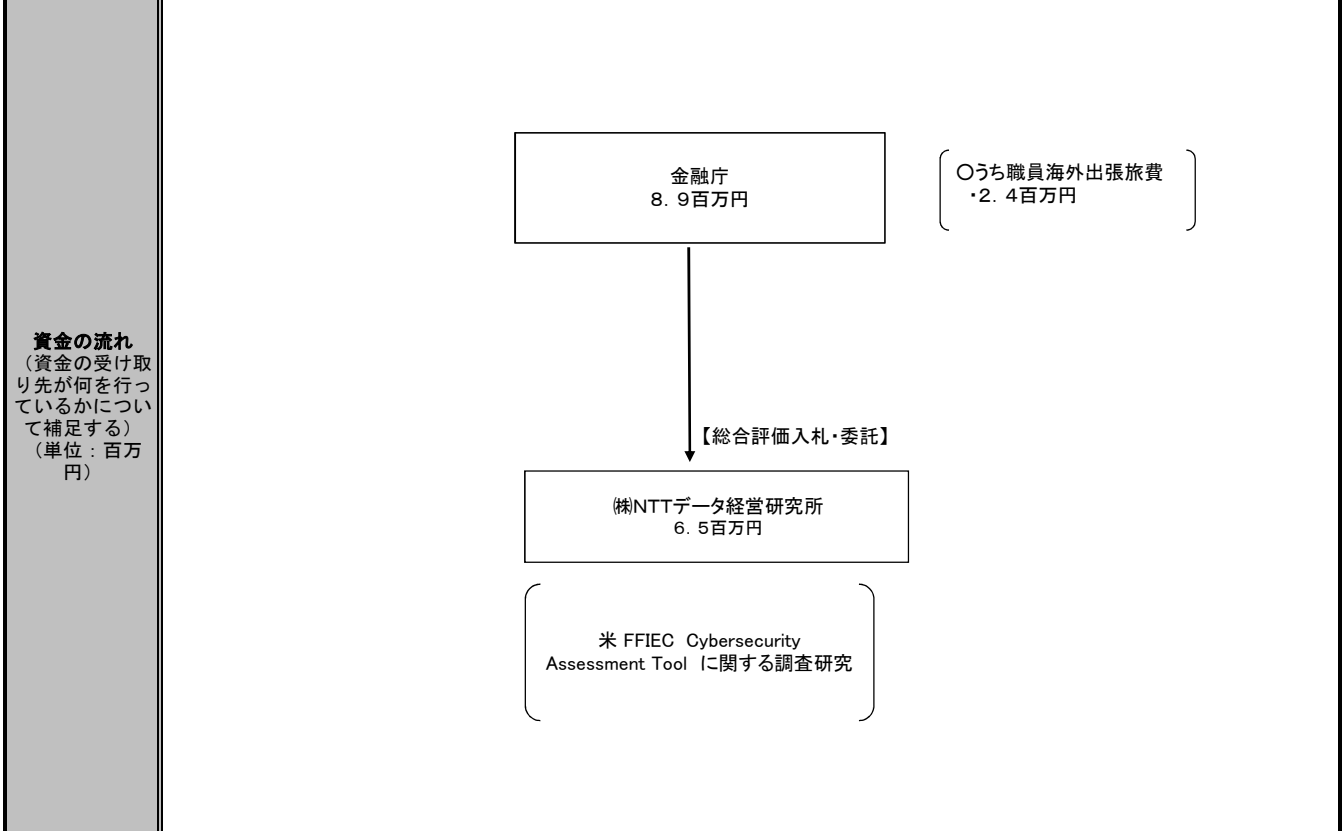 資金の流れ
（資金の受け取
り先が何を行っ
ているかについ
て補足する）
（単位：百万
円）
金融庁
８．９百万円
○うち職員海外出張旅費
・２．４百万円
【総合評価入札・委託】
㈱NTTデータ経営研究所
６．５百万円
米 FFIEC Cybersecurity
Assessment Tool に関する調査研究